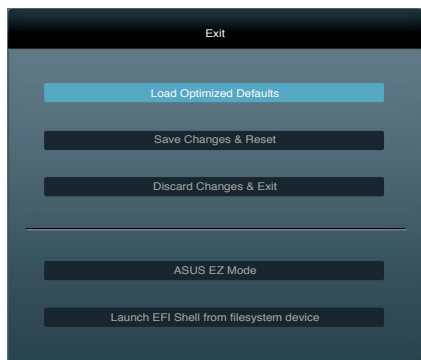 Exit
Load Optimized Defaults
Save Changes & Reset
Discard Changes & Exit
ASUS EZ Mode
Launch EFI Shell from filesystem device